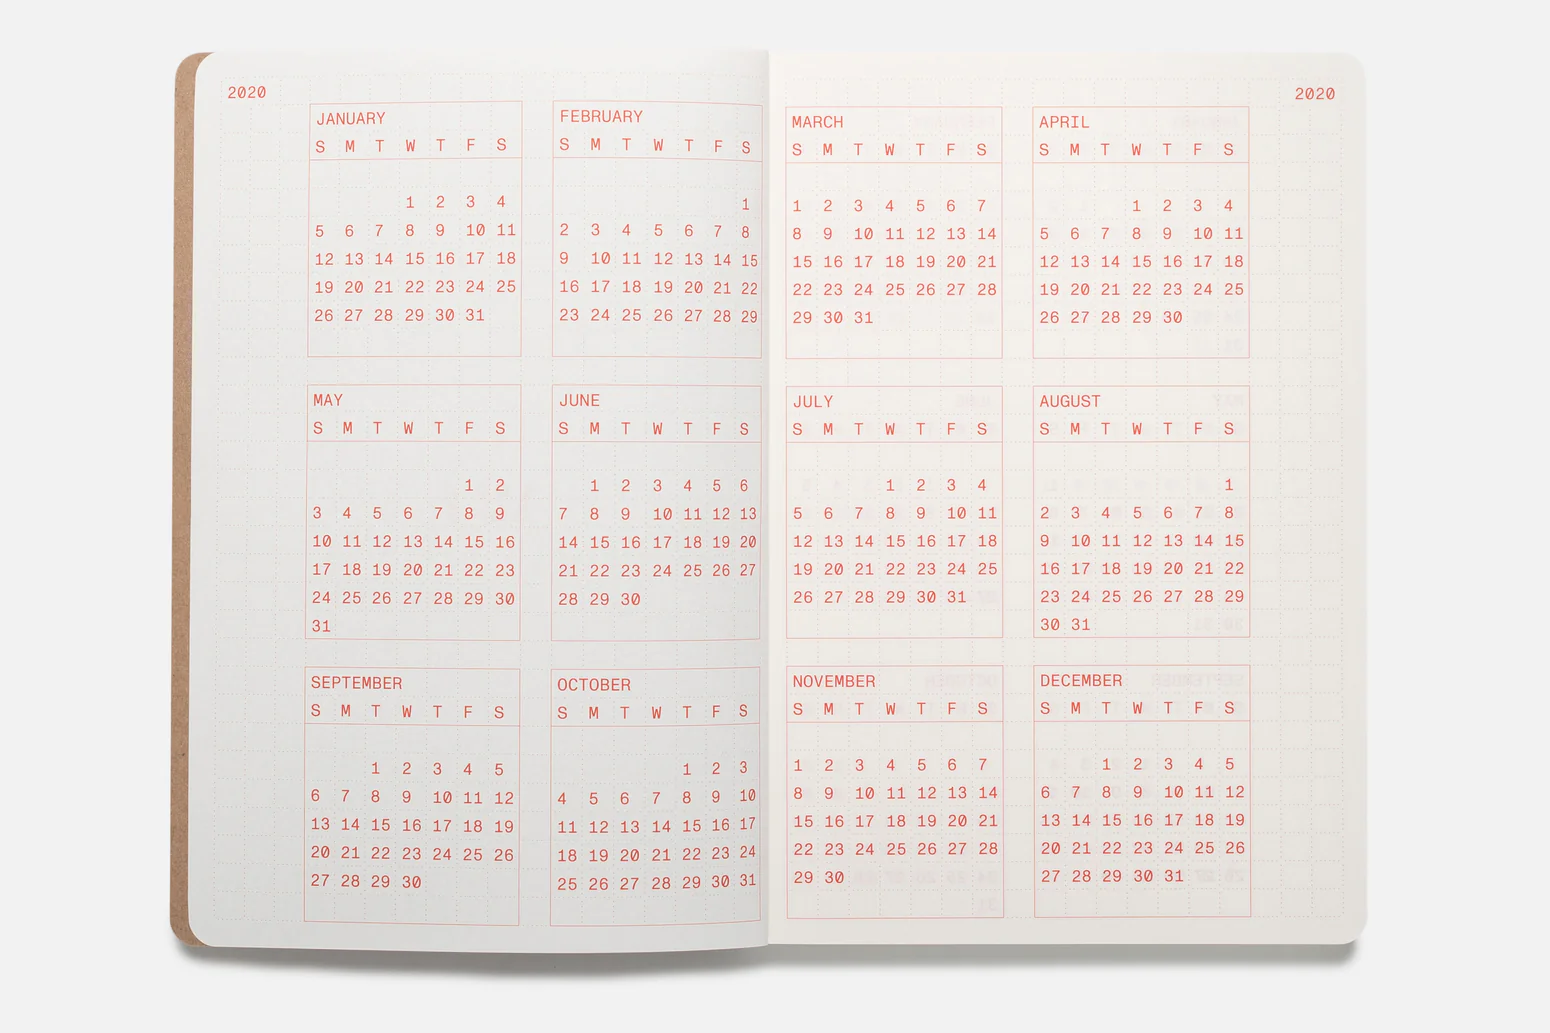 2020
JANUARY
S M T W T F S
1 2 3 4
5 6 7 8 9 10 11
12 13 14 15 16 17 18
19 20 21 22 23 24 25
26 27 28 29 30 31
FEBRUARY
S M T W T F S
1
2 3 4 5 6 7 8
9 10 11 12 13 14 15
16 17 18 19 20 21 22
23 24 25 26 27 28 29
MAY
S M T W T F S
1 2
3 4 5 6 7 8 9
10 11 12 13 14 15 16
17 18 19 20 21 22 23
24 25 26 27 28 29 30
31
JUNE
S M T W T F S
1 2 3 4 5 6
7 8 9 10 11 12 13
14 15 16 17 18 19 20
21 22 23 24 25 26 27
28 29 30
SEPTEMBER
S M T W T F S
1 2 3 4 5
6 7 8 9 10 11 12
13 14 15 16 17 18 19
20 21 22 23 24 25 26
27 28 29 30
OCTOBER
S M T W T F S
1 2 3
4 5 6 7 8 9 10
11 12 13 14 15 16 17
18 19 20 21 22 23 24
25 26 27 28 29 30 31
2020
MARCH
S M T W T F S
1 2 3 4 5 6 7
8 9 10 11 12 13 14
15 16 17 18 19 20 21
22 23 24 25 26 27 28
29 30 31
APRIL
S M T W T F S
1 2 3 4
5 6 7 8 9 10 11
12 13 14 15 16 17 18
19 20 21 22 23 24 25
26 27 28 29 30
JULY
S M T W T F S
1 2 3 4
5 6 7 8 9 10 11
12 13 14 15 16 17 18
19 20 21 22 23 24 25
26 27 28 29 30 31
AUGUST
S M T W T F S
1
2 3 4 5 6 7 8
9 10 11 12 13 14 15
16 17 18 19 20 21 22
23 24 25 26 27 28 29
30 31
NOVEMBER
S M T W T F S
1 2 3 4 5 6 7
8 9 10 11 12 13 14
15 16 17 18 19 20 21
22 23 24 25 26 27 28
29 30
DECEMBER
S M T W T F S
1 2 3 4 5
6 7 8 9 10 11 12
13 14 15 16 17 18 19
20 21 22 23 24 25 26
27 28 29 30 31